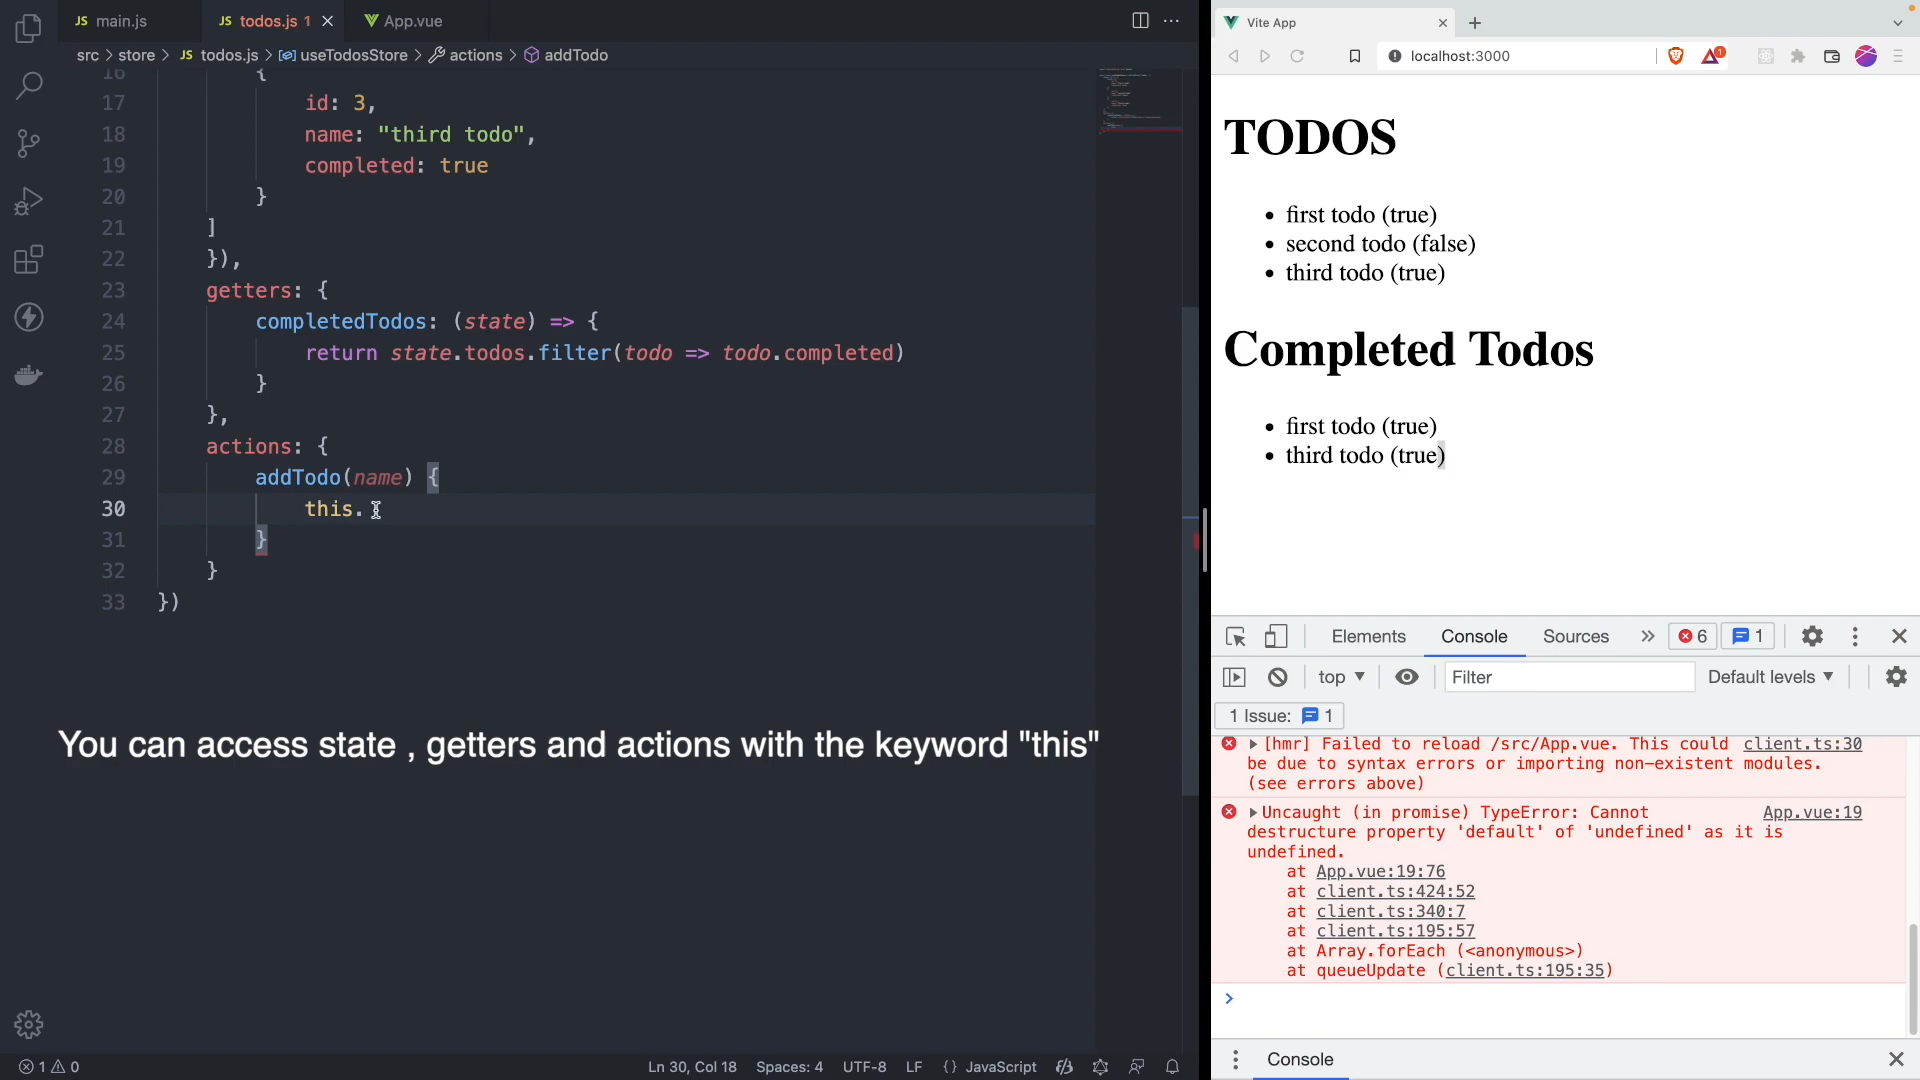 JS main.js
JS todos.js 1
App.vue
src > store > JS todos.js > useTodosStore > actions > addTodo
16 {
17 id: 3,
18 name: "third todo",
19 completed: true
20 }
21 ]
22 }),
23 getters: {
24 completedTodos: (state) => {
25 return state.todos.filter(todo => todo.completed)
26 }
27 },
28 actions: {
29 addTodo(name) {
30 this.
31 }
32 }
33 })
You can access state , getters and actions with the keyword "this"
1 0
Ln 30, Col 18
Spaces: 4
UTF-8
LF
{} JavaScript
Vite App
localhost:3000
1
TODOS
first todo (true)
second todo (false)
third todo (true)
Completed Todos
first todo (true)
third todo (true)
Elements
Console
Sources
6
1
top
Filter
Default levels
1 Issue: 1
[hmr] Failed to reload /src/App.vue. This could client.ts:30
be due to syntax errors or importing non-existent modules.
(see errors above)
Uncaught (in promise) TypeError: Cannot App.vue:19
destructure property 'default' of 'undefined' as it is
undefined.
at App.vue:19:76
at client.ts:424:52
at client.ts:340:7
at client.ts:195:57
at Array.forEach (<anonymous>)
at queueUpdate (client.ts:195:35)
Console